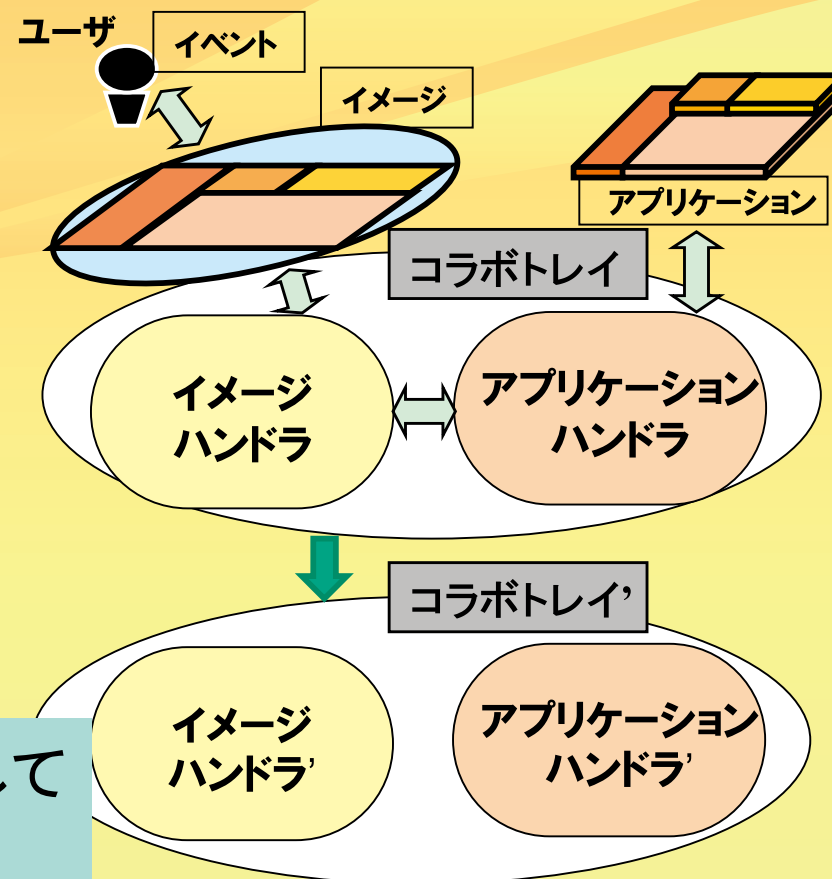 ユーザ
イベント
イメージ
アプリケーション
コラボトレイ
イメージ
ハンドラ
アプリケーション
ハンドラ
コラボトレイ’
イメージ
ハンドラ’
アプリケーション
ハンドラ’
して